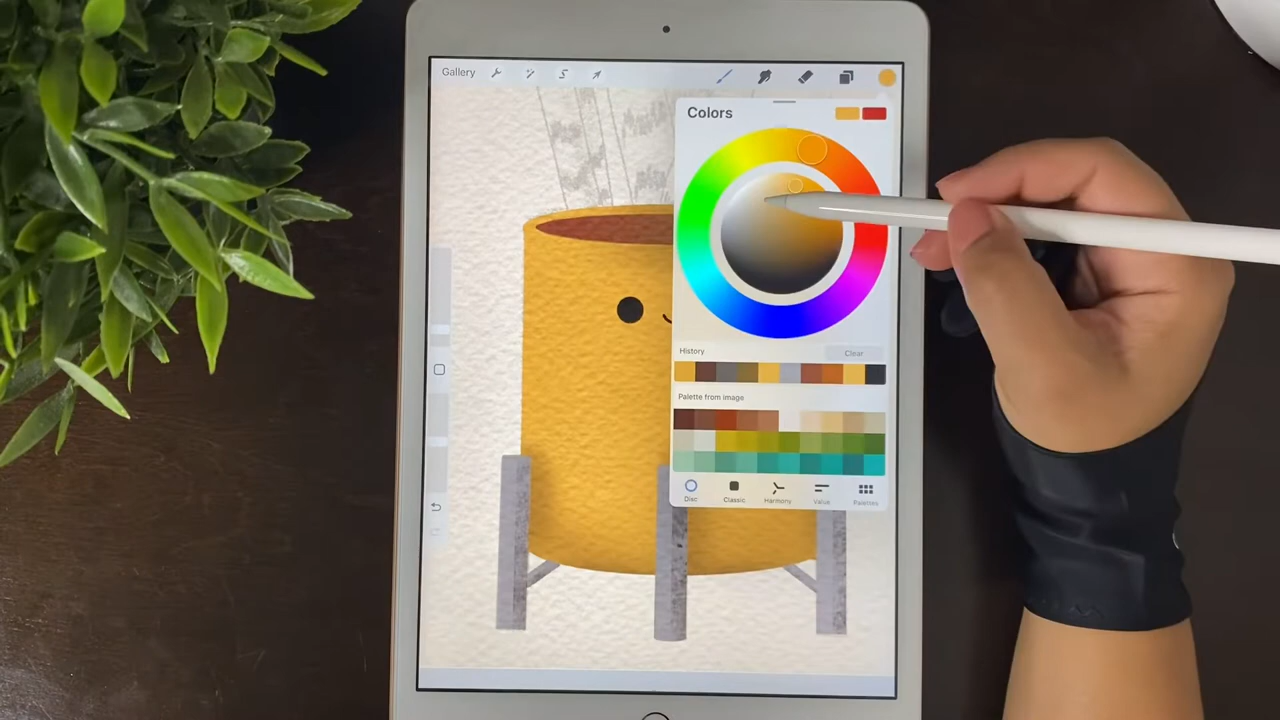 Gallery
Colors
History
Clear
Palette from image
Disc
Classic
Harmony
Value
Palettes